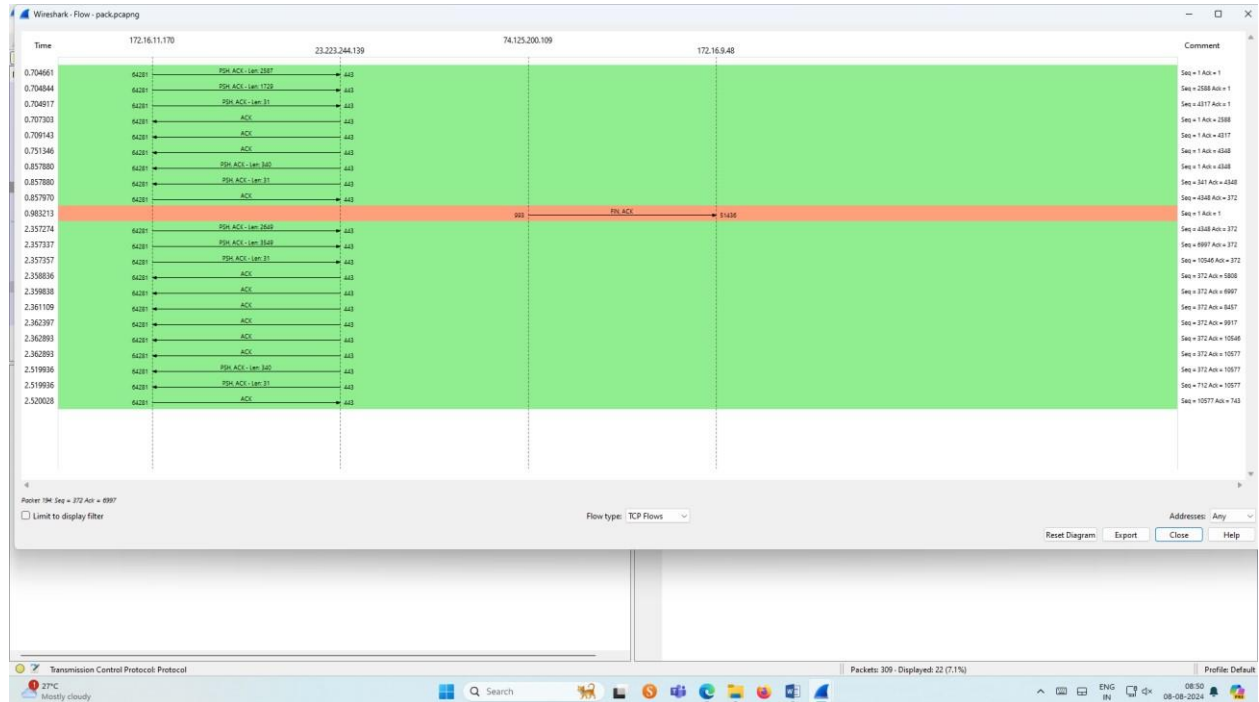 Wireshark - Flow - pack.pcapng
Time 172.16.11.170 23.223.244.139 74.125.200.109 172.16.9.48 Comment
0.704661 64281 PSH, ACK - Len: 2587 443 Seq = 1 Ack = 1
0.704844 64281 PSH, ACK - Len: 1729 443 Seq = 2588 Ack = 1
0.704917 64281 PSH, ACK - Len: 31 443 Seq = 4317 Ack = 1
0.707303 64281 ACK 443 Seq = 1 Ack = 2588
0.709143 64281 ACK 443 Seq = 1 Ack = 4317
0.751346 64281 ACK 443 Seq = 1 Ack = 4348
0.857880 64281 PSH, ACK - Len: 340 443 Seq = 1 Ack = 4348
0.857880 64281 PSH, ACK - Len: 31 443 Seq = 341 Ack = 4348
0.857970 64281 ACK 443 Seq = 4348 Ack = 372
0.983213 993 FIN, ACK 51436 Seq = 1 Ack = 1
2.357274 64281 PSH, ACK - Len: 2649 443 Seq = 4348 Ack = 372
2.357337 64281 PSH, ACK - Len: 3549 443 Seq = 6997 Ack = 372
2.357357 64281 PSH, ACK - Len: 31 443 Seq = 10546 Ack = 372
2.358836 64281 ACK 443 Seq = 372 Ack = 5808
2.359838 64281 ACK 443 Seq = 372 Ack = 6997
2.361109 64281 ACK 443 Seq = 372 Ack = 8457
2.362397 64281 ACK 443 Seq = 372 Ack = 9917
2.362893 64281 ACK 443 Seq = 372 Ack = 10546
2.362893 64281 ACK 443 Seq = 372 Ack = 10577
2.519936 64281 PSH, ACK - Len: 340 443 Seq = 372 Ack = 10577
2.519936 64281 PSH, ACK - Len: 31 443 Seq = 712 Ack = 10577
2.520028 64281 ACK 443 Seq = 10577 Ack = 743
Packet 194: Seq = 372 Ack = 6997
Limit to display filter Flow type: TCP Flows Addresses: Any
Reset Diagram Export Close Help
Transmission Control Protocol: Protocol Packets: 309 · Displayed: 22 (7.1%) Profile: Default
27°C Search ENG 08:50
Mostly cloudy IN 08-08-2024